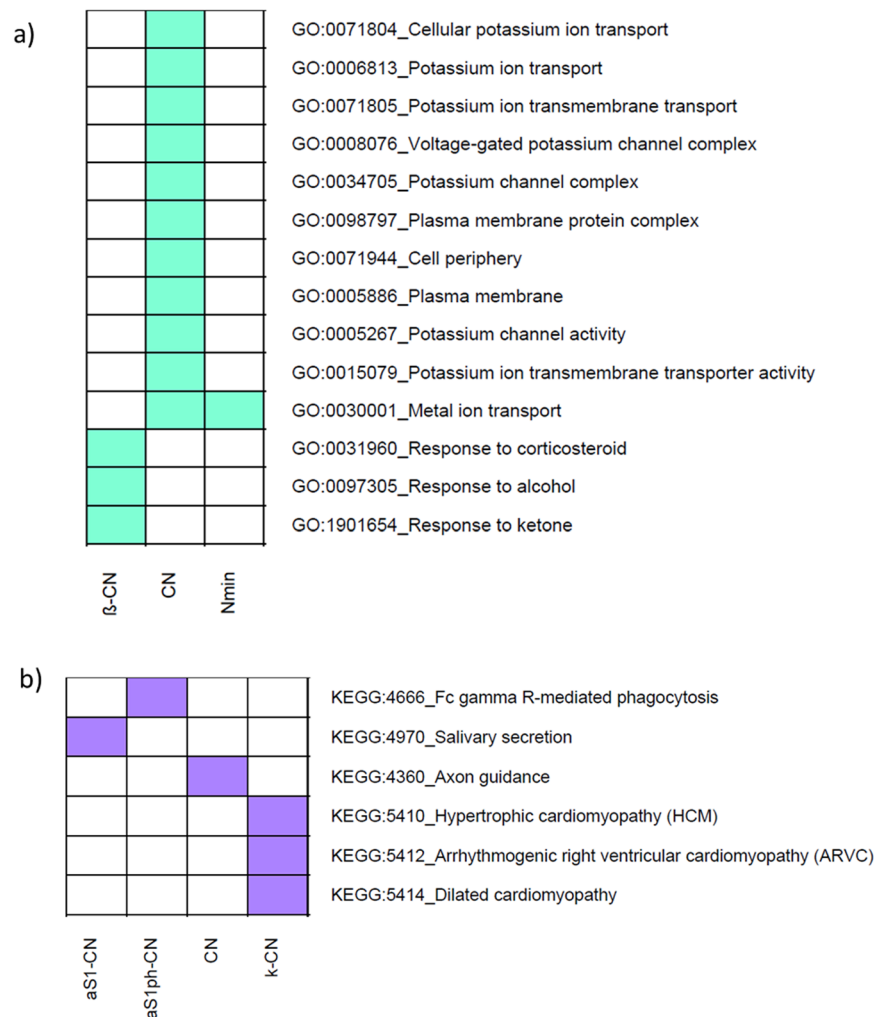 a)
GO:0071804_Cellular potassium ion transport
GO:0006813_Potassium ion transport
GO:0071805_Potassium ion transmembrane transport
GO:0008076_Voltage-gated potassium channel complex
GO:0034705_Potassium channel complex
GO:0098797_Plasma membrane protein complex
GO:0071944_Cell periphery
GO:0005886_Plasma membrane
GO:0005267_Potassium channel activity
GO:0015079_Potassium ion transmembrane transporter activity
GO:0030001_Metal ion transport
GO:0031960_Response to corticosteroid
GO:0097305_Response to alcohol
GO:1901654_Response to ketone
ß-CN
CN
Nmin
b)
KEGG:4666_Fc gamma R-mediated phagocytosis
KEGG:4970_Salivary secretion
KEGG:4360_Axon guidance
KEGG:5410_Hypertrophic cardiomyopathy (HCM)
KEGG:5412_Arrhythmogenic right ventricular cardiomyopathy (ARVC)
KEGG:5414_Dilated cardiomyopathy
aS1-CN
aS1ph-CN
CN
k-CN